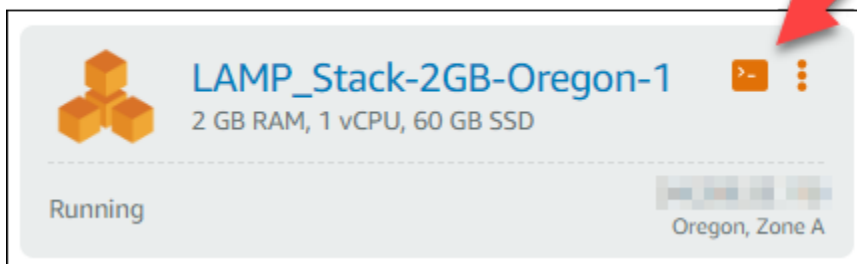 LAMP_Stack-2GB-Oregon-1
>_
2 GB RAM, 1 vCPU, 60 GB SSD
Running
Oregon, Zone A